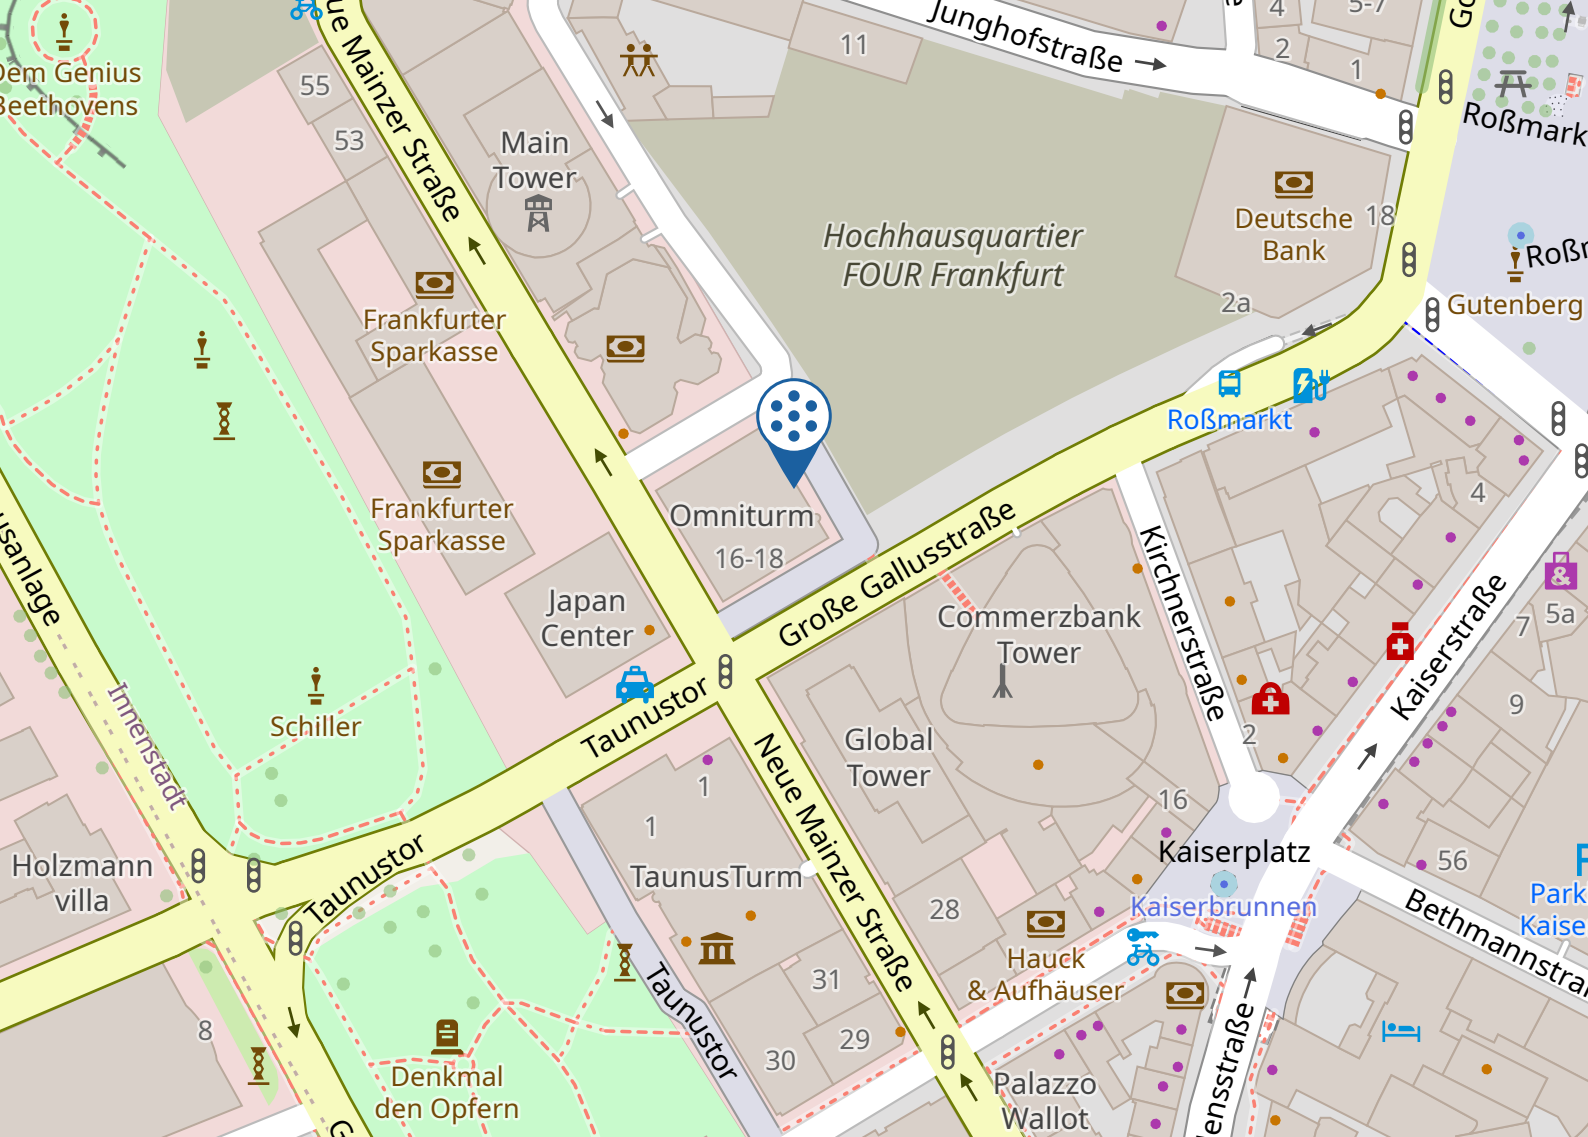 Junghofstraße
11
4
5-7
2
1
Go
Dem Genius
Beethovens
55
53
Neue Mainzer Straße
Main
Tower
Roßmark
Hochhausquartier
FOUR Frankfurt
Deutsche
Bank
18
2a
Gutenberg
Frankfurter
Sparkasse
Roßmarkt
Frankfurter
Sparkasse
Omniturm
16-18
4
Große Gallusstraße
Kirchnerstraße
Kaiserstraße
5a
7
9
Japan
Center
Commerzbank
Tower
usanlage
Innenstadt
Schiller
Taunustor
Neue Mainzer Straße
Global
Tower
2
1
1
16
Holzmann
villa
Taunustor
TaunusTurm
Kaiserplatz
56
Kaiserbrunnen
28
Bethmannstra
Park
Kaise
Hauck
& Aufhäuser
31
29
30
8
Taunustor
Denkmal
den Opfern
Palazzo
Wallot
ensstraße
G